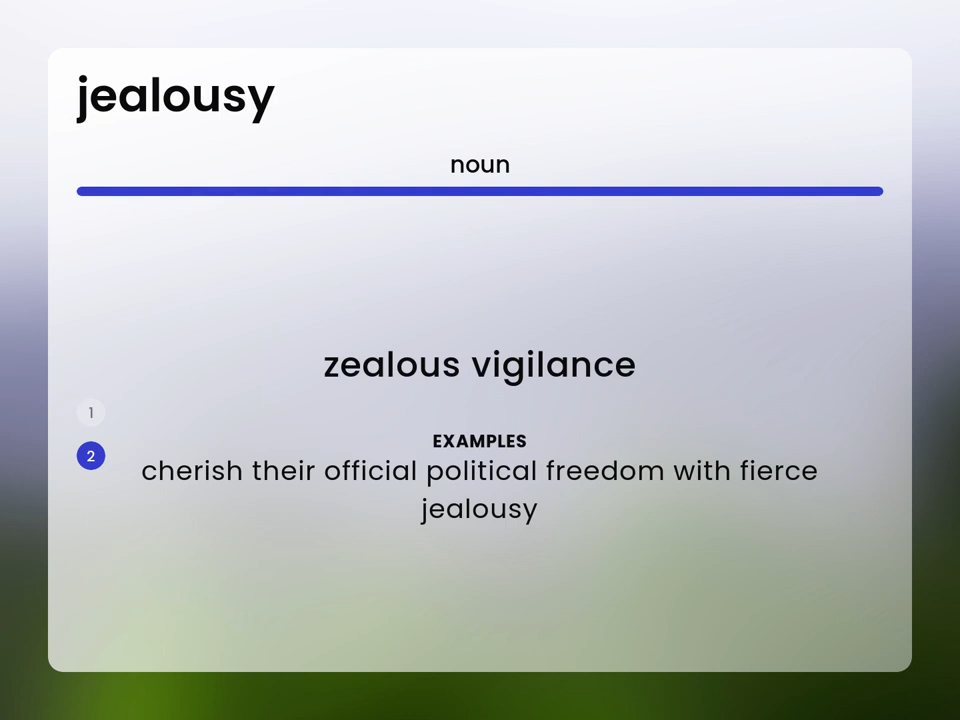 jealousy
noun
zealous vigilance
1
EXAMPLES
2
cherish their official political freedom with fierce
jealousy